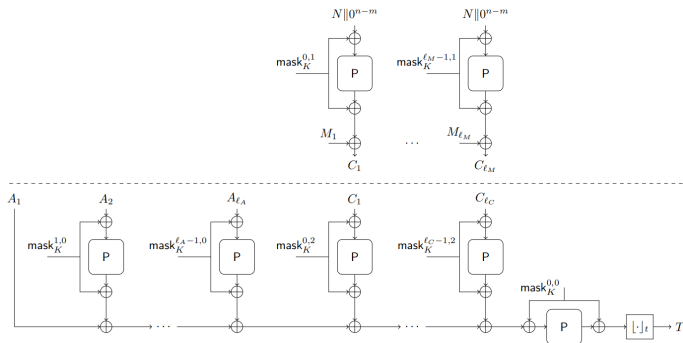 N∥0^{n−m} N∥0^{n−m}
mask_K^{0,1} P mask_K^{ℓ_M−1,1} P
M_1 ··· M_{ℓ_M}
C_1 C_{ℓ_M}
A_1 A_2 A_{ℓ_A} C_1 C_{ℓ_C}
mask_K^{1,0} P mask_K^{ℓ_A−1,0} P mask_K^{0,2} P mask_K^{ℓ_C−1,2} P
mask_K^{0,0}
··· ··· P ⌊·⌋_t T